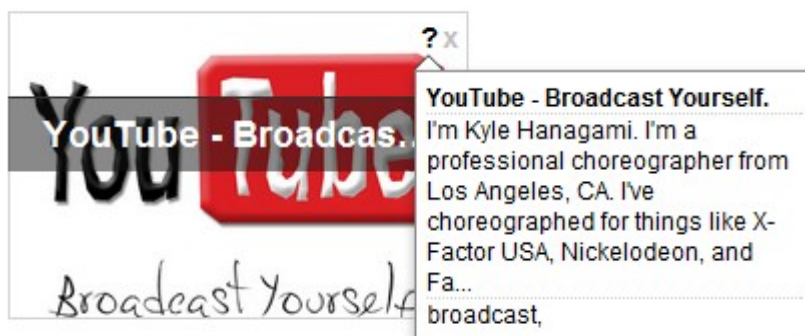 ? x
YouTube - Broadcas..
You Tube
Broadcast Yourself
YouTube - Broadcast Yourself.
I'm Kyle Hanagami. I'm a
professional choreographer from
Los Angeles, CA. I've
choreographed for things like X-
Factor USA, Nickelodeon, and
Fa...
broadcast,